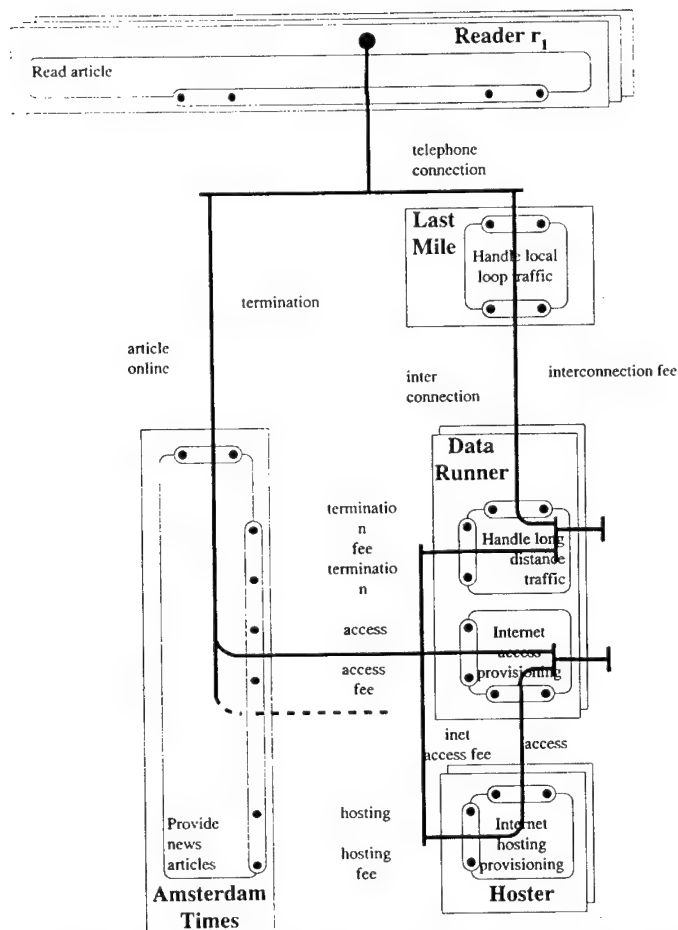 Reader r1
Read article
telephone
connection
Last
Mile
Handle local
loop traffic
termination
article
online
inter
connection
interconnection fee
Data
Runner
terminatio
n
fee
terminatio
n
Handle long
distance
traffic
access
access
fee
Internet
access
provisioning
inet
access fee
access
Provide
news
articles
hosting
hosting
fee
Internet
hosting
provisioning
Amsterdam
Times
Hoster